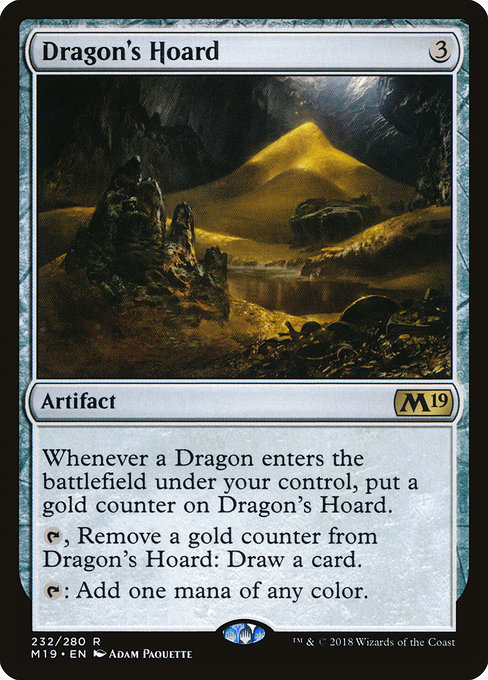 Dragon's Hoard 3
Artifact M19
Whenever a Dragon enters the
battlefield under your control, put a
gold counter on Dragon's Hoard.
, Remove a gold counter from
Dragon's Hoard: Draw a card.
: Add one mana of any color.
232/280 R
M19 • EN Adam Paquette
™ & © 2018 Wizards of the Coast